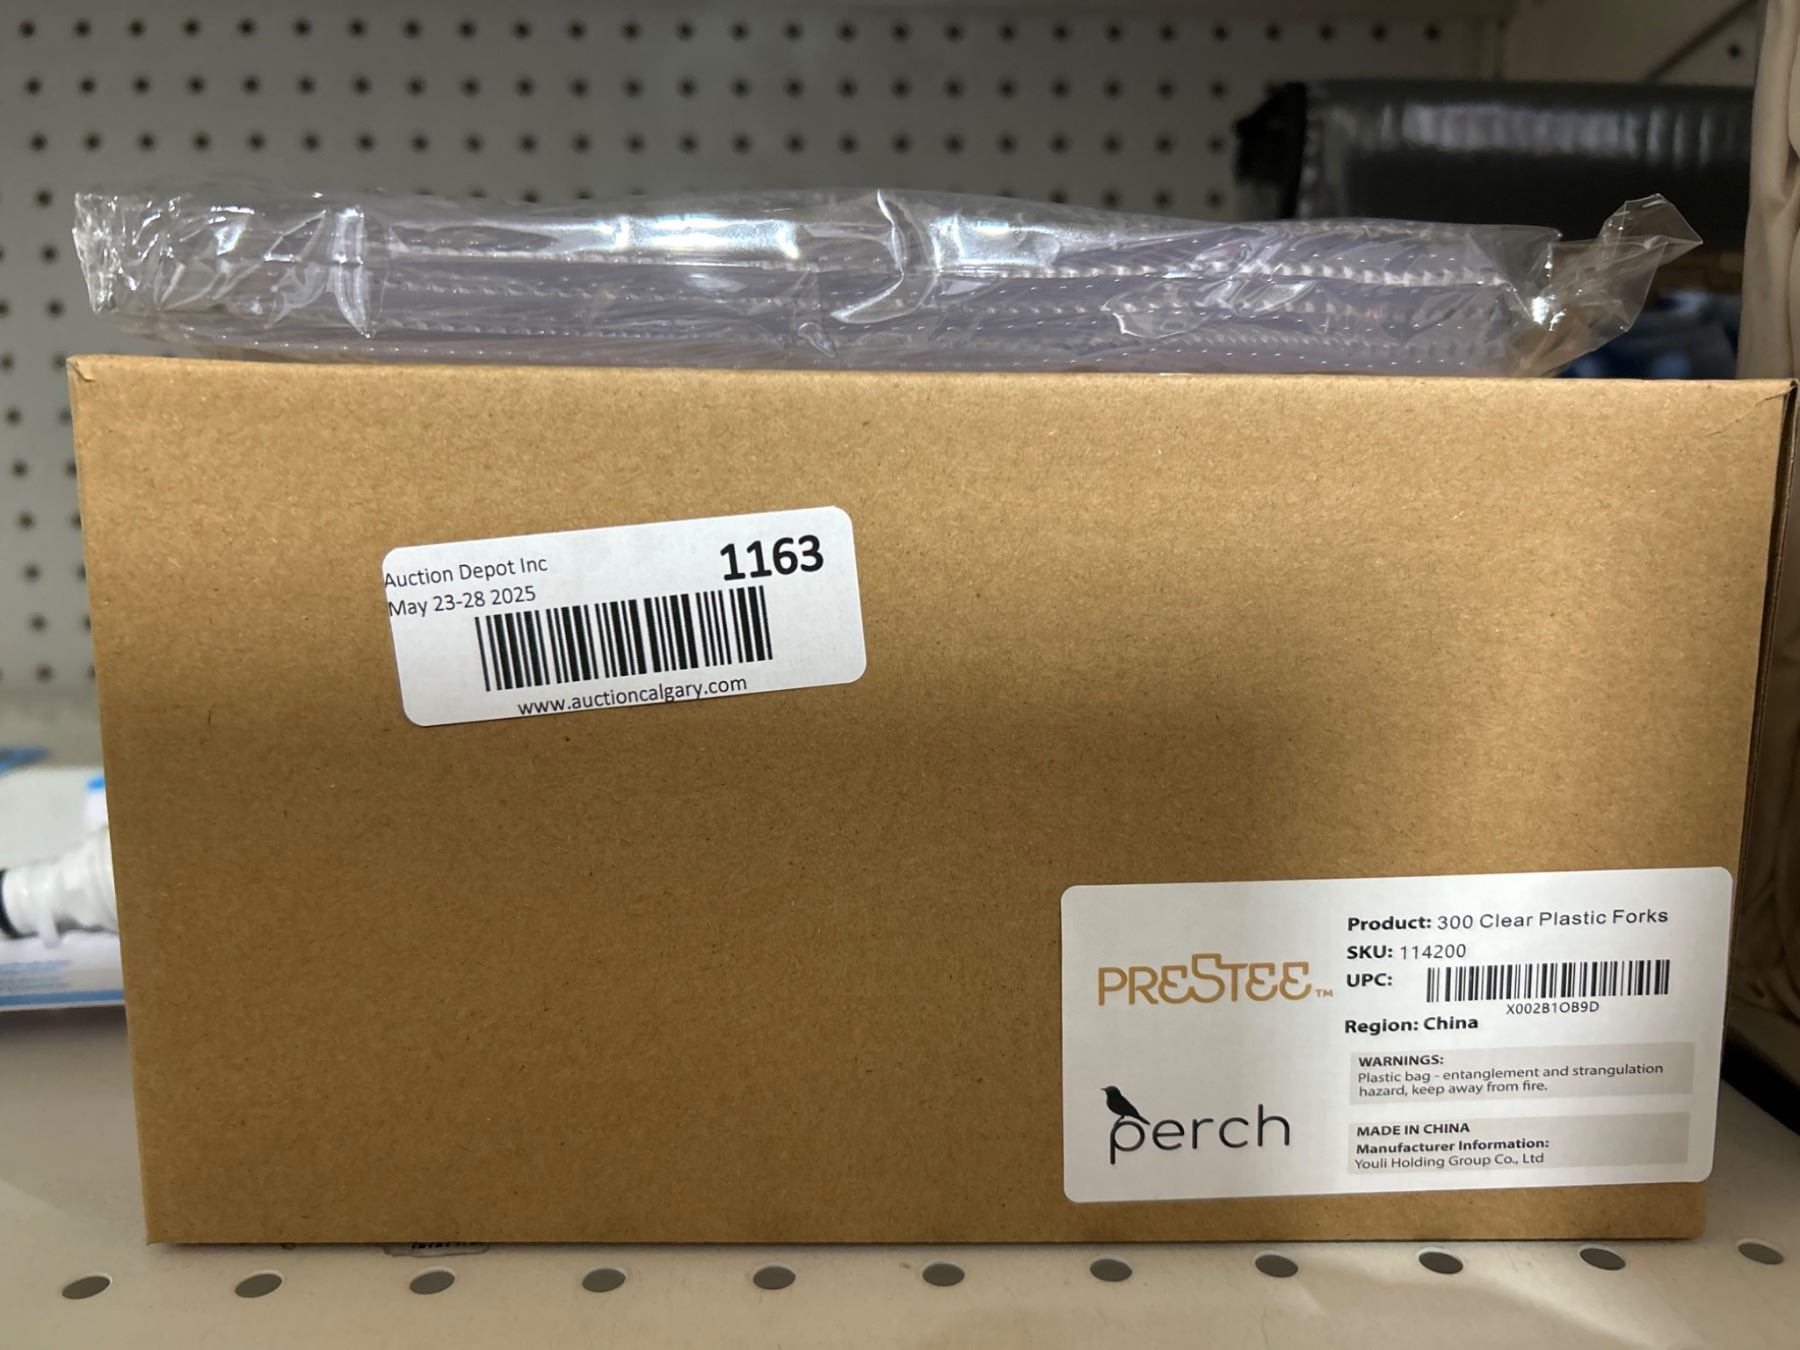 Auction Depot Inc
1163
May 23-28 2025
www.auctioncalgary.com
PRESTEE™
perch
Product: 300 Clear Plastic Forks
SKU: 114200
UPC:
X002B1OB9D
Region: China
WARNINGS:
Plastic bag - entanglement and strangulation
hazard, keep away from fire.
MADE IN CHINA
Manufacturer Information:
Youli Holding Group Co., Ltd